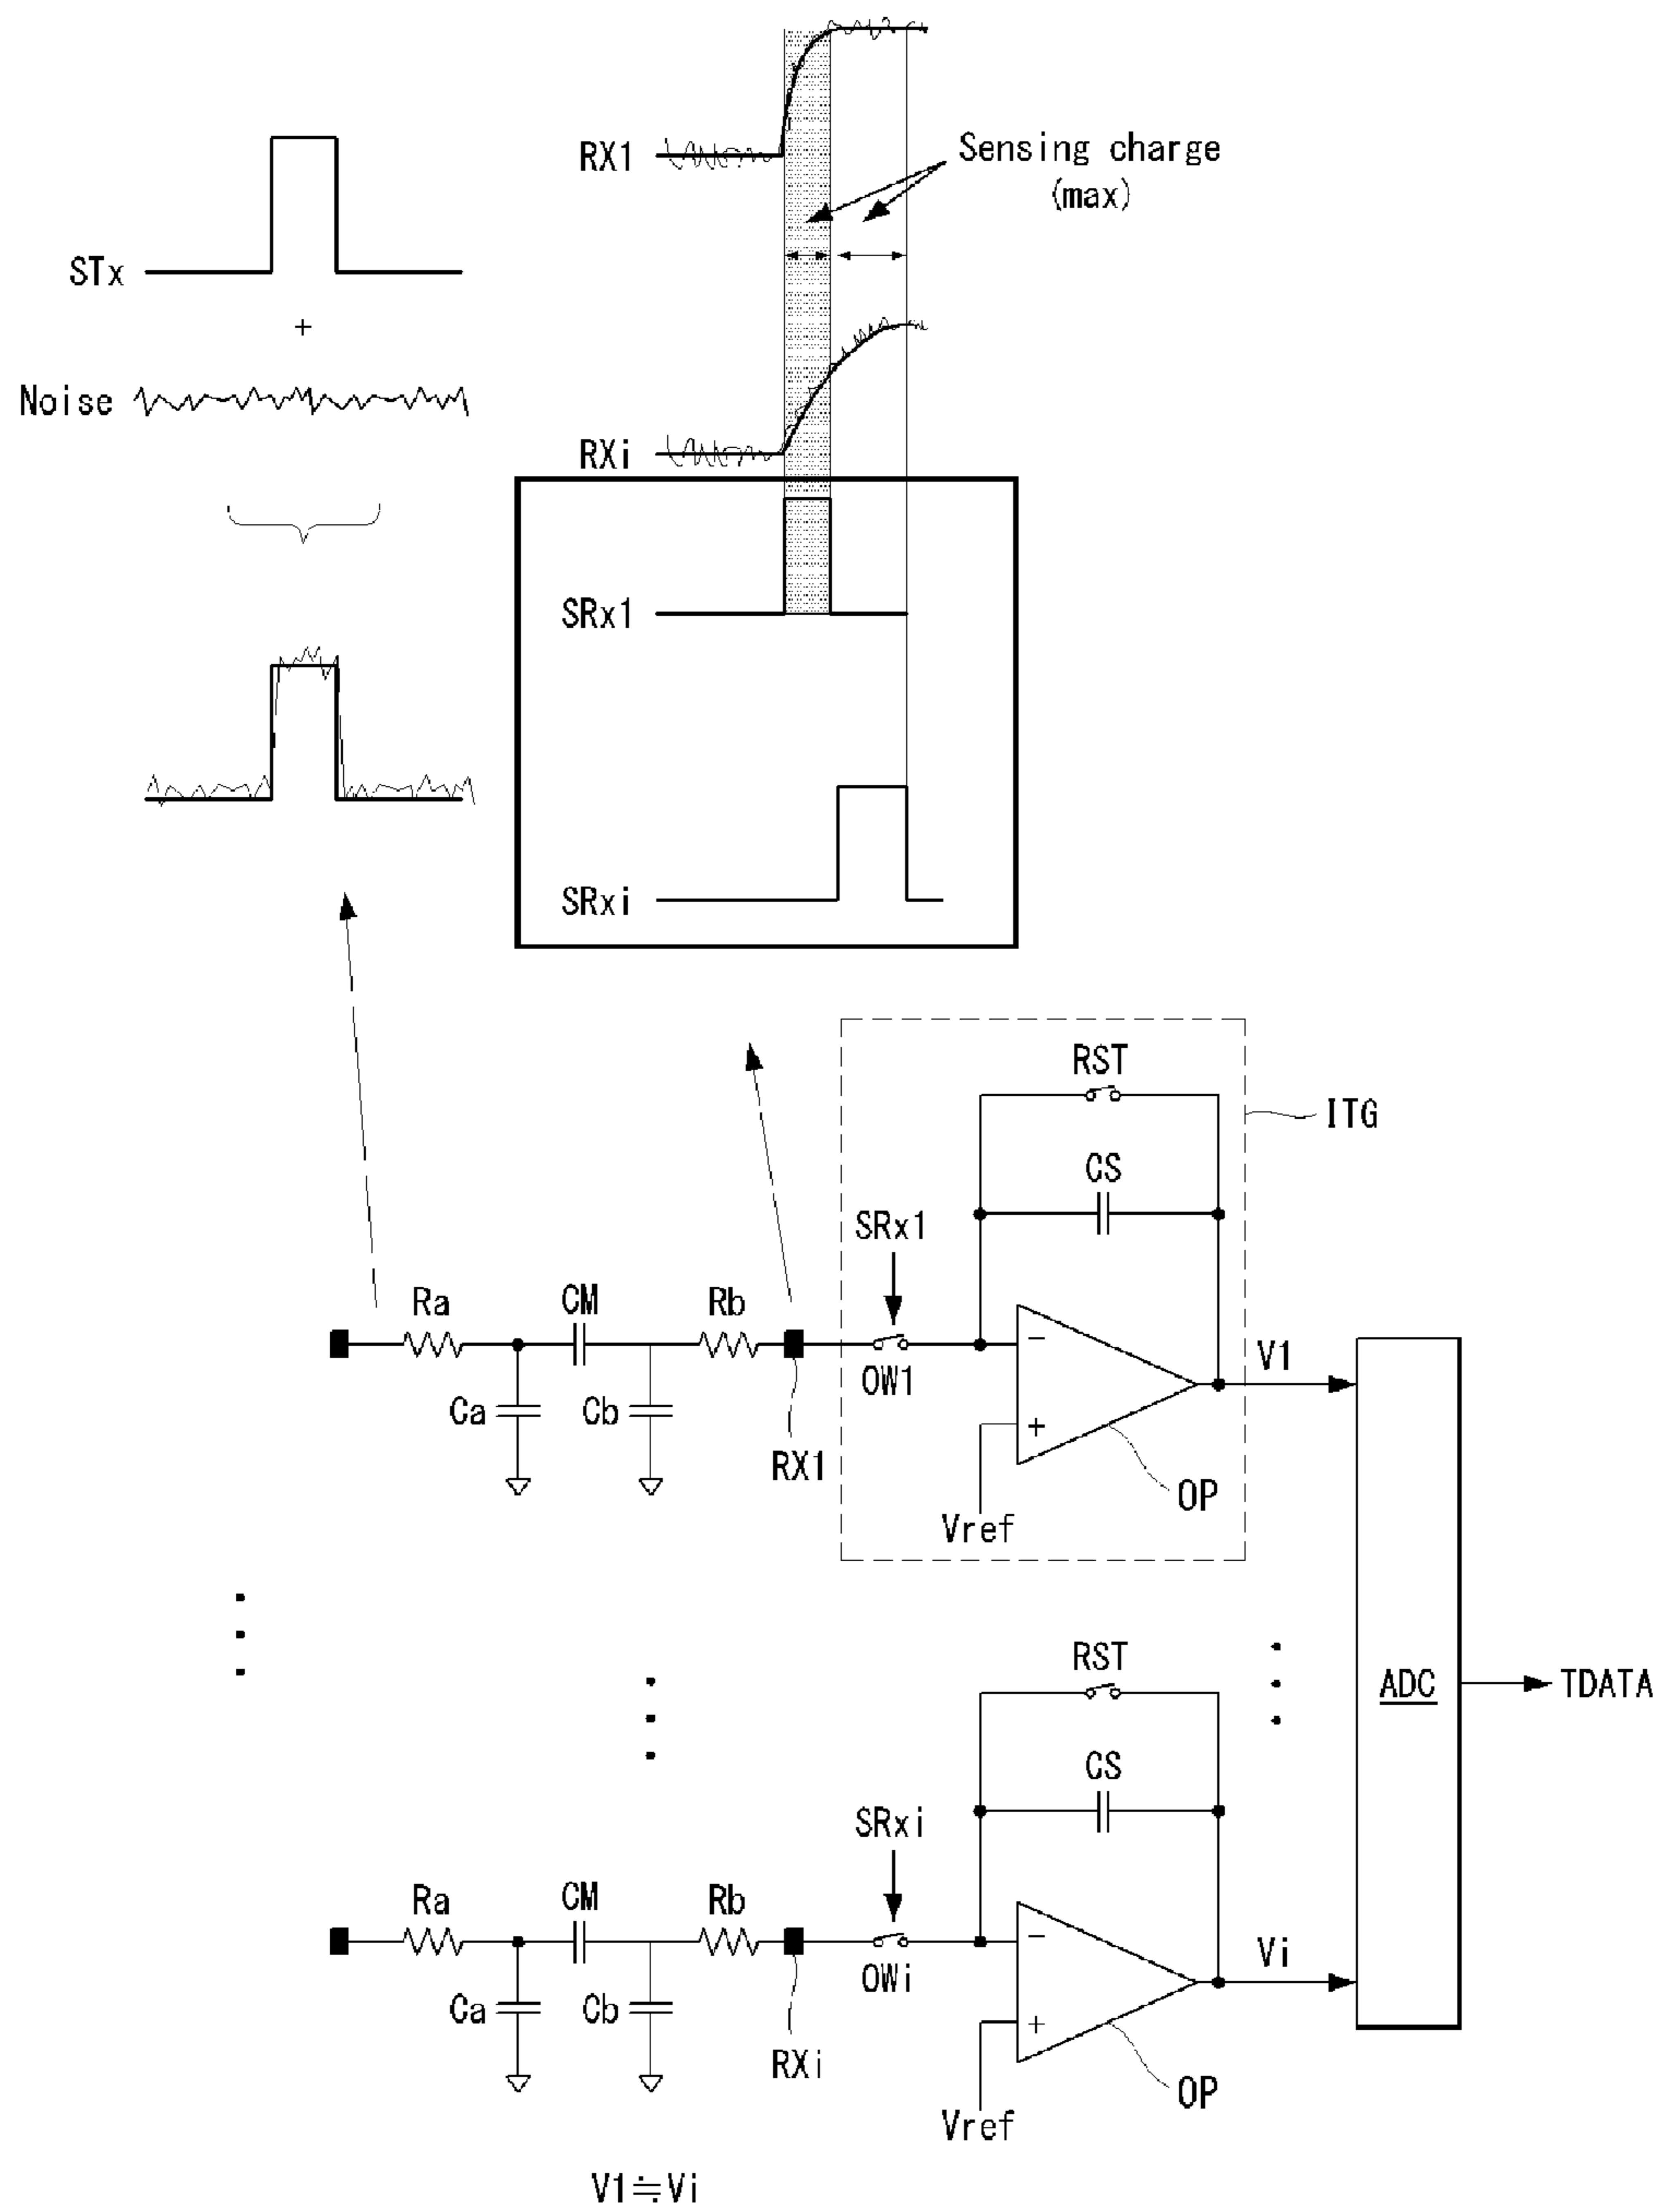 RX1
Sensing charge
(max)
STx
+
Noise
RXi
SRx1
SRxi
RST
ITG
CS
SRx1
Ra
CM
Rb
−
V1
OW1
Ca
Cb
+
RX1
OP
Vref
RST
ADC
TDATA
CS
SRxi
Ra
CM
Rb
−
Vi
OWi
Ca
Cb
+
RXi
OP
Vref
V1≒Vi